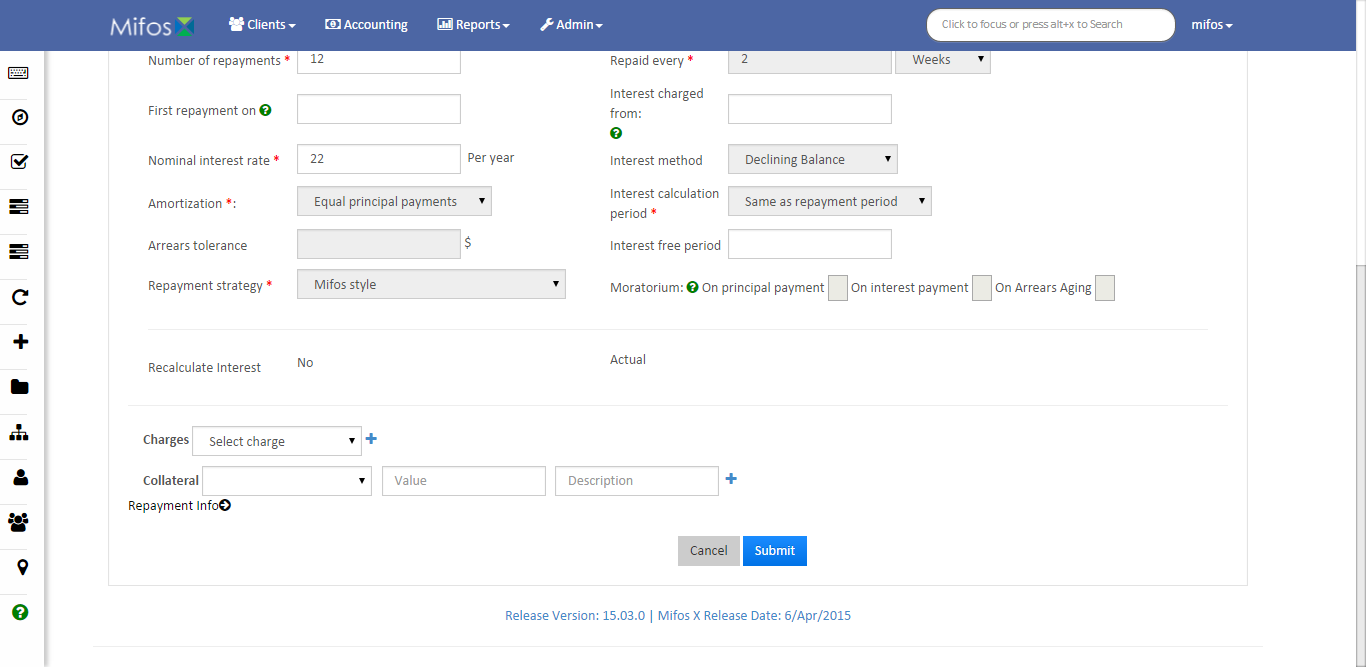 Mifos Clients Accounting Reports Admin Click to focus or press alt+x to Search mifos
Number of repayments * 12 Repaid every * 2 Weeks
First repayment on Interest charged from:
Nominal interest rate * 22 Per year Interest method Declining Balance
Amortization *: Equal principal payments Interest calculation period * Same as repayment period
Arrears tolerance $ Interest free period
Repayment strategy * Mifos style Moratorium: On principal payment On interest payment On Arrears Aging
Recalculate Interest No Actual
Charges Select charge
Collateral Value Description
Repayment Info
Cancel Submit
Release Version: 15.03.0 | Mifos X Release Date: 6/Apr/2015